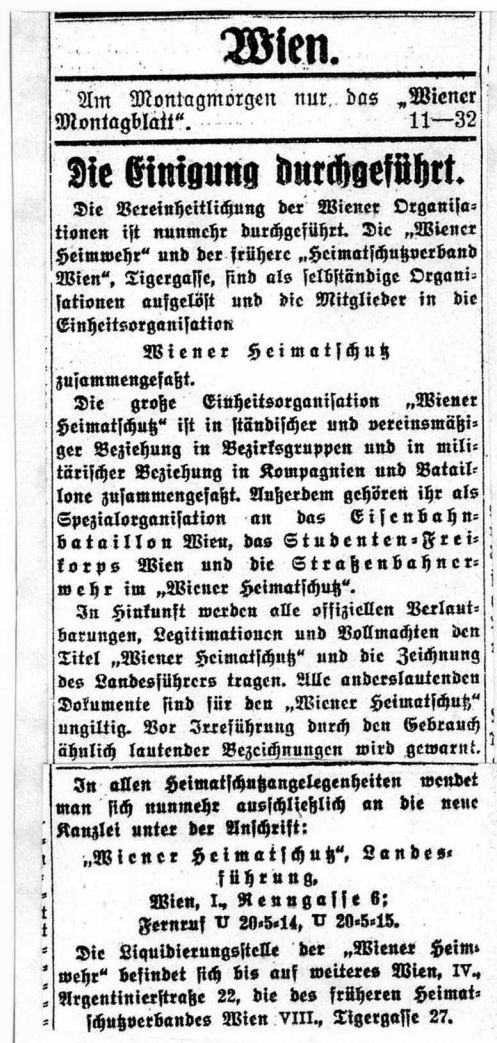 Wien.
Am Montagmorgen nur das „Wiener
Montagblatt“. 11—32
Die Einigung durchgeführt.
Die Vereinheitlichung der Wiener Organisa-
tionen ist nunmehr durchgeführt. Die „Wiener
Heimwehr“ und der frühere „Heimatschutzverband
Wien“, Tigergasse, sind als selbständige Organi-
sationen aufgelöst und die Mitglieder in die
Einheitsorganisation
Wiener Heimatschutz
zusammengefaßt.
Die große Einheitsorganisation „Wiener
Heimatschutz“ ist in ständischer und vereinsmäßi-
ger Beziehung in Bezirksgruppen und in mili-
tärischer Beziehung in Kompagnien und Batail-
lone zusammengefaßt. Außerdem gehören ihr als
Spezialorganisation an das Eisenbahn-
bataillon Wien, das Studenten-Frei-
korps Wien und die Straßenbahner-
wehr im „Wiener Heimatschutz“.
In Hinkunft werden alle offiziellen Verlaut-
barungen, Legitimationen und Vollmachten den
Titel „Wiener Heimatschutz“ und die Zeichnung
des Landesführers tragen. Alle anderslautenden
Dokumente sind für den „Wiener Heimatschutz“
ungiltig. Vor Irreführung durch den Gebrauch
ähnlich lautender Bezeichnungen wird gewarnt.
In allen Heimatschutzangelegenheiten wendet
man sich nunmehr ausschließlich an die neue
Kanzlei unter der Anschrift:
„Wiener Heimatschutz“, Landes-
führung,
Wien, I., Renngasse 6;
Fernruf U 20-5-14, U 20-5-15.
Die Liquidierungsstelle der „Wiener Heim-
wehr“ befindet sich bis auf weiteres Wien, IV.,
Argentinierstraße 22, die des früheren Heimat-
schutzverbandes Wien VIII., Tigergasse 27.